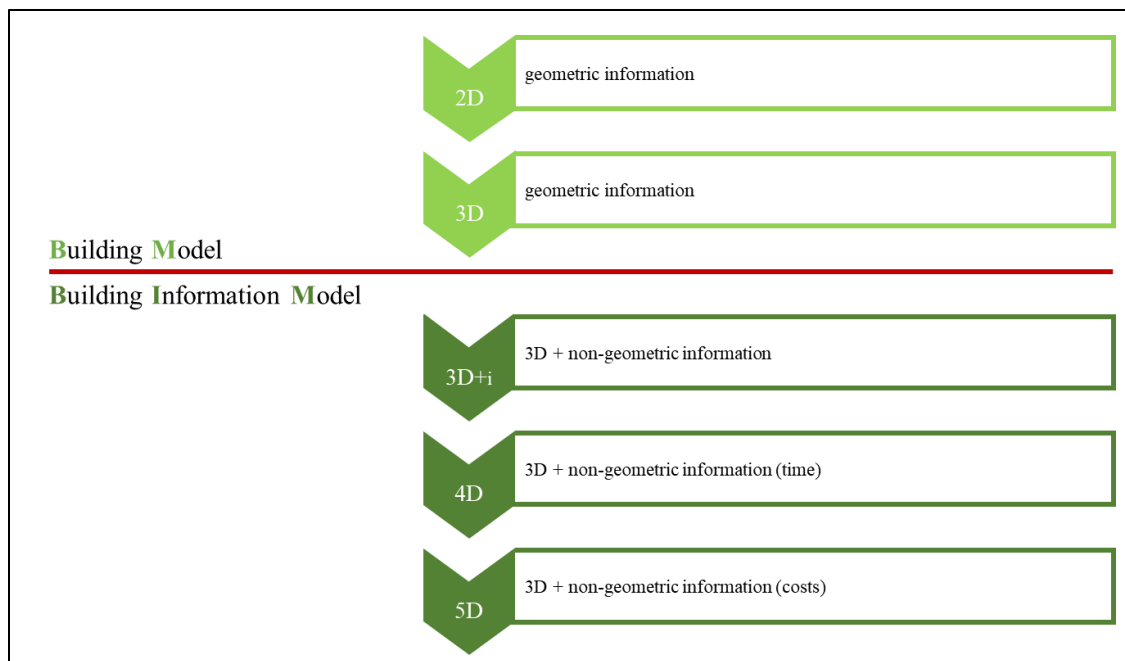 2D
geometric information
3D
geometric information
Building Model
Building Information Model
3D+i
3D + non-geometric information
4D
3D + non-geometric information (time)
5D
3D + non-geometric information (costs)